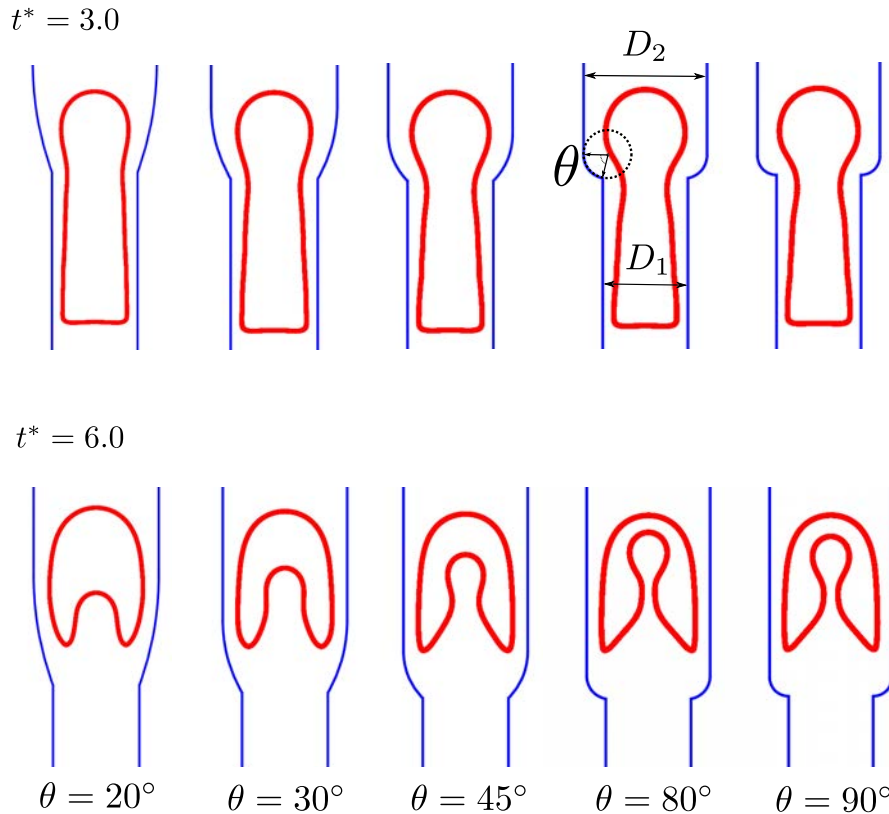 t* = 3.0
D₂
θ
D₁
t* = 6.0
θ = 20° θ = 30° θ = 45° θ = 80° θ = 90°